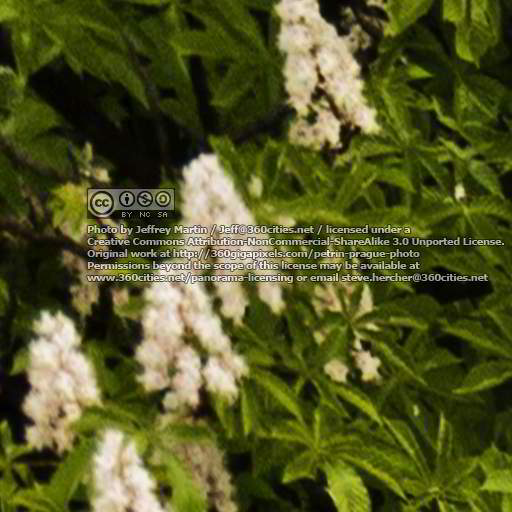 cc
BY NC SA
Photo by Jeffrey Martin / Jeff@360cities.net / licensed under a
Creative Commons Attribution-NonCommercial-ShareAlike 3.0 Unported License.
Original work at http://360gigapixels.com/petrin-prague-photo
Permissions beyond the scope of this license may be available at
www.360cities.net/panorama-licensing or email steve.hercher@360cities.net